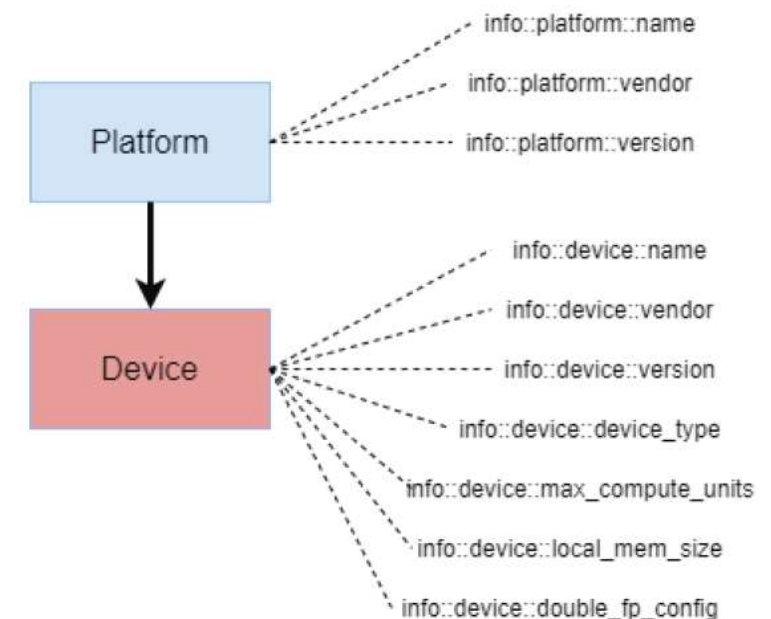 info::platform::name
info::platform::vendor
Platform
info::platform::version
info::device::name
info::device::vendor
Device
info::device::version
info::device::device_type
info::device::max_compute_units
info::device::local_mem_size
info::device::double_fp_config